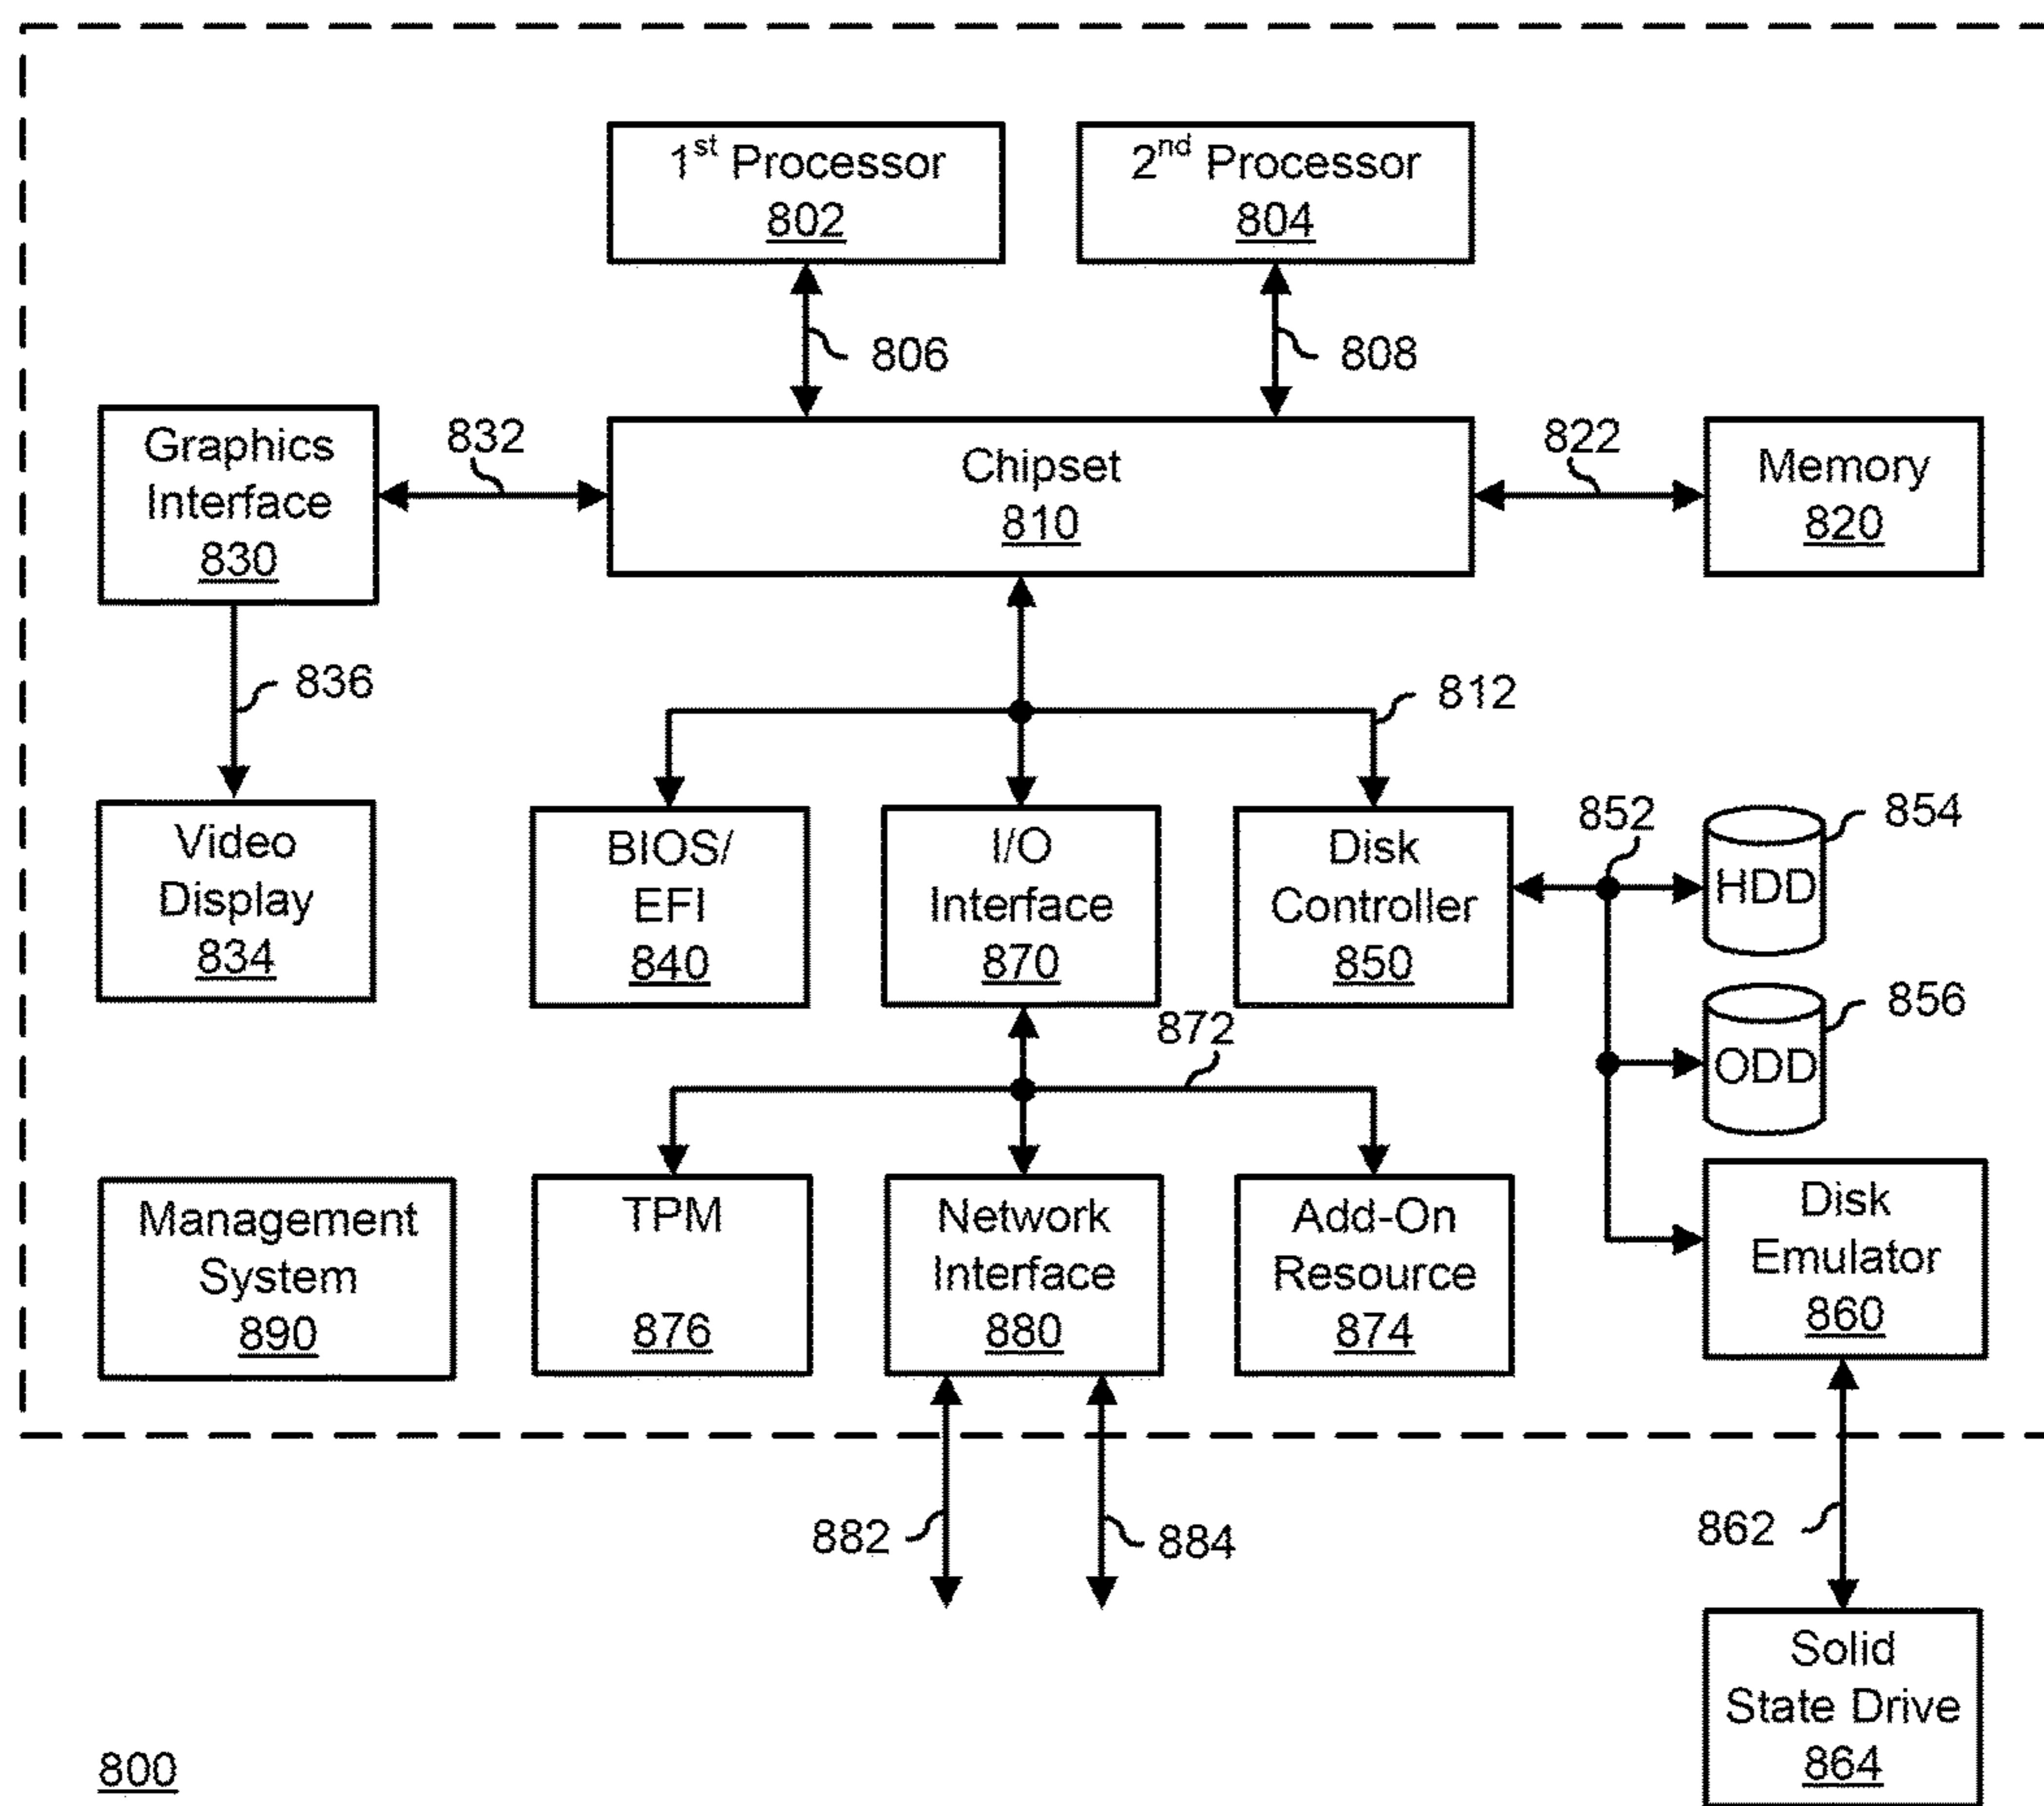 1st Processor
802
2nd Processor
804
806
808
Graphics
Interface
830
832
Chipset
810
822
Memory
820
836
812
Video
Display
834
BIOS/
EFI
840
I/O
Interface
870
Disk
Controller
850
852
HDD
854
ODD
856
872
Management
System
890
TPM
876
Network
Interface
880
Add-On
Resource
874
Disk
Emulator
860
882
884
862
Solid
State Drive
864
800